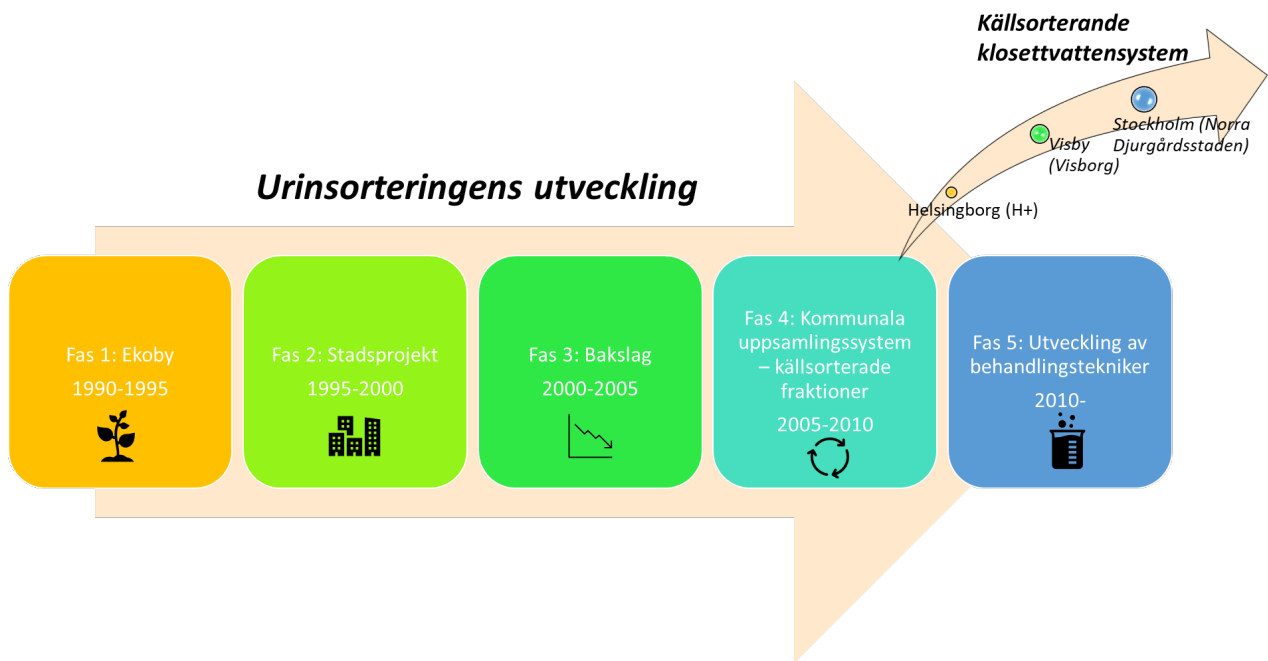 Källsorterande
klosettvattensystem
Stockholm (Norra
Djurgårdsstaden)
Visby
(Visborg)
Helsingborg (H+)
Urinsorteringens utveckling
Fas 1: Ekoby
1990-1995
Fas 2: Stadsprojekt
1995-2000
Fas 3: Bakslag
2000-2005
Fas 4: Kommunala
uppsamlingssystem
– källsorterade
fraktioner
2005-2010
Fas 5: Utveckling av
behandlingstekniker
2010-